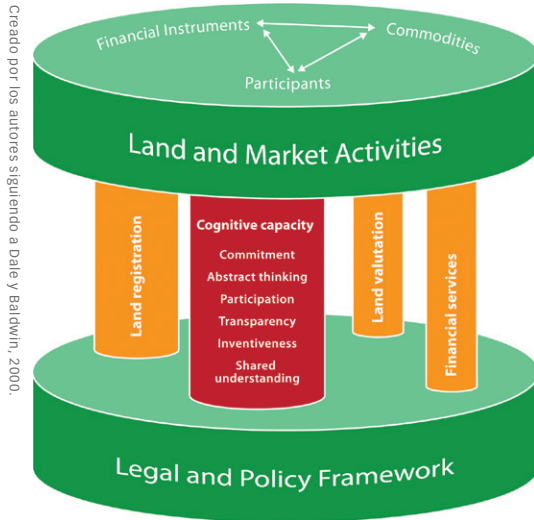 Creado por los autores siguiendo a Dale y Baldwin, 2000.
Financial Instruments
Commodities
Participants
Land and Market Activities
Land registration
Cognitive capacity
Commitment
Abstract thinking
Participation
Transparency
Inventiveness
Shared
understanding
Land valutation
Financial services
Legal and Policy Framework